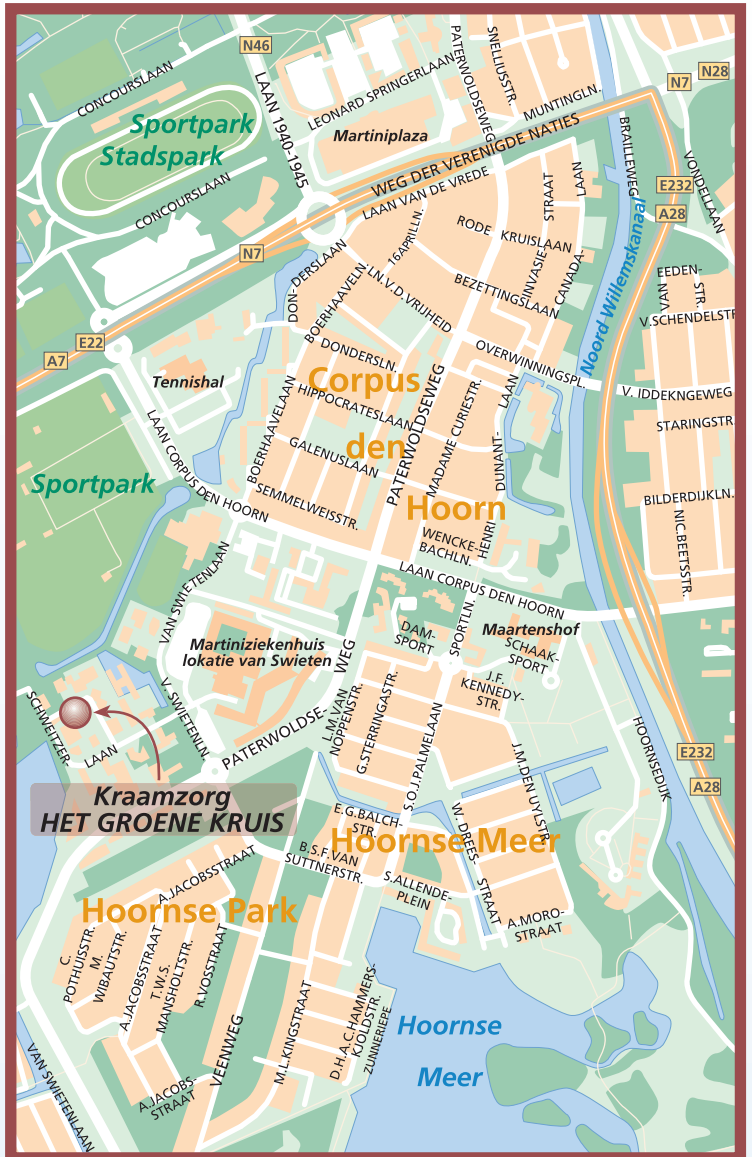 N46
CONCOURSLAAN
LAAN 1940-1945
LEONARD SPRINGERLAAN
PATERWOLDSEWEG
SNELLIUSSTR.
MUNTINGLN.
N7
N28
Sportpark
Stadspark
Martiniplaza
WEG DER VERENIGDE NATIES
LAAN VAN DE VREDE
BRAILLEWEG
VONDELLAAN
E232
A28
CONCOURSLAAN
N7
16APRILLN.
RODE KRUISLAAN
INVASIE-
STRAAT
CANADA-
LAAN
Noord Willemskanaal
DON-
DERSLAAN
BOERHAAVELN.
LN.V.D. VRIJHEID
BEZETTINGSLAAN
VAN
EEDEN-
STR.
V.SCHENDELSTR
E22
A7
Tennishal
DONDERSLN.
OVERWINNINGSPL.
V. IDDEKNGEWEG
STARINGSTR.
Corpus
den
Hoorn
HIPPOCRATESLAAN
BOERHAAVELAAN
GALENUSLAAN
SEMMELWEISSTR.
PATERWOLDSEWEG
MADAME CURIESTR.
HENRI
DUNANT-
LAAN
BILDERDIJKLN.
NIC.BEETSSTR.
Sportpark
LAAN CORPUS DEN HOORN
WENCKE-
BACHLN.
LAAN CORPUS DEN HOORN
VAN SWIETENLAAN
Martiniziekenhuis
lokatie van Swieten
DAM-
SPORT
SPORTLN.
Maartenshof
SCHAAK-
SPORT
J.F.
KENNEDY-
STR.
SCHWEITZER-
LAAN
V. SWIETENLN.
PATERWOLDSE-
WEG
L.M.VAN
NOPPENSTR.
G.STERRINGASTR.
S.O.J.PALMELAAN
J.M.DEN UYLSTR.
HOORNSEDIJK
E232
A28
Kraamzorg
HET GROENE KRUIS
E.G.BALCH-
STR.
Hoornse Meer
W. DREES-
STRAAT
B.S.F.VAN
SUTTNERSTR.
S.ALLENDE-
PLEIN
A.MORO-
STRAAT
A.JACOBSSTRAAT
Hoornse Park
C.
POTHUISSTR.
M.
WIBAUTSTR.
A.JACOBSSTRAAT
T.W.S.
MANSHOLTSTR.
R.VOSSTRAAT
A.JACOBS-
STRAAT
VEENWEG
M.L.KINGSTRAAT
D.H.A.C.HAMMERS-
KJOLDSTR.
ZUNNERIEPE
Hoornse
Meer
VAN SWIETENLAAN